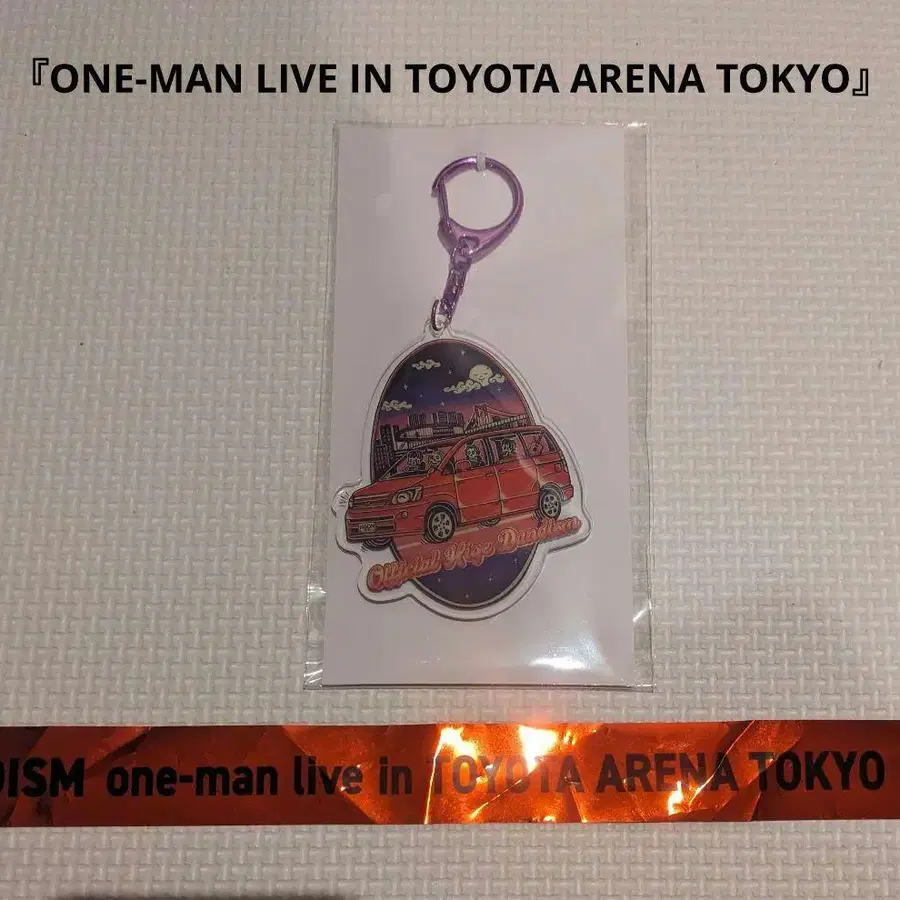 『ONE-MAN LIVE IN TOYOTA ARENA TOKYO』
Official Hige Dandism
DISM one-man live in TOYOTA ARENA TOKYO